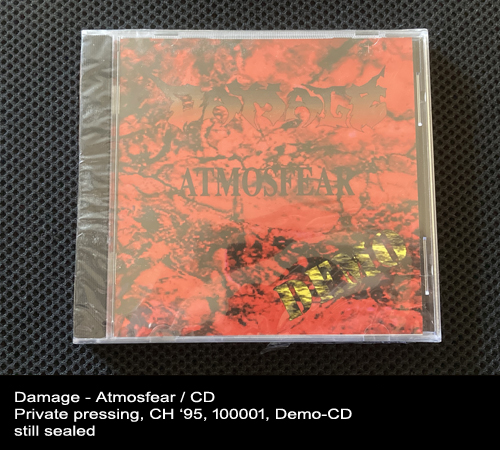 DAMAGE
ATMOSFEAR
DEMO
Damage - Atmosfear / CD
Private pressing, CH ‘95, 100001, Demo-CD
still sealed